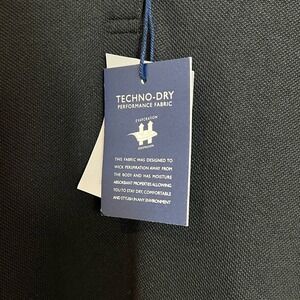 TECHNO-DRY
PERFORMANCE FABRIC
EVAPORATION
THIS FABRIC WAS DESIGNED TO
WICK PERSPIRATION AWAY FROM
THE BODY AND HAS MOISTURE
ABSORBANT PROPERTIES ALLOWING
YOU TO STAY DRY, COMFORTABLE
AND STYLISH IN ANY ENVIRONMENT